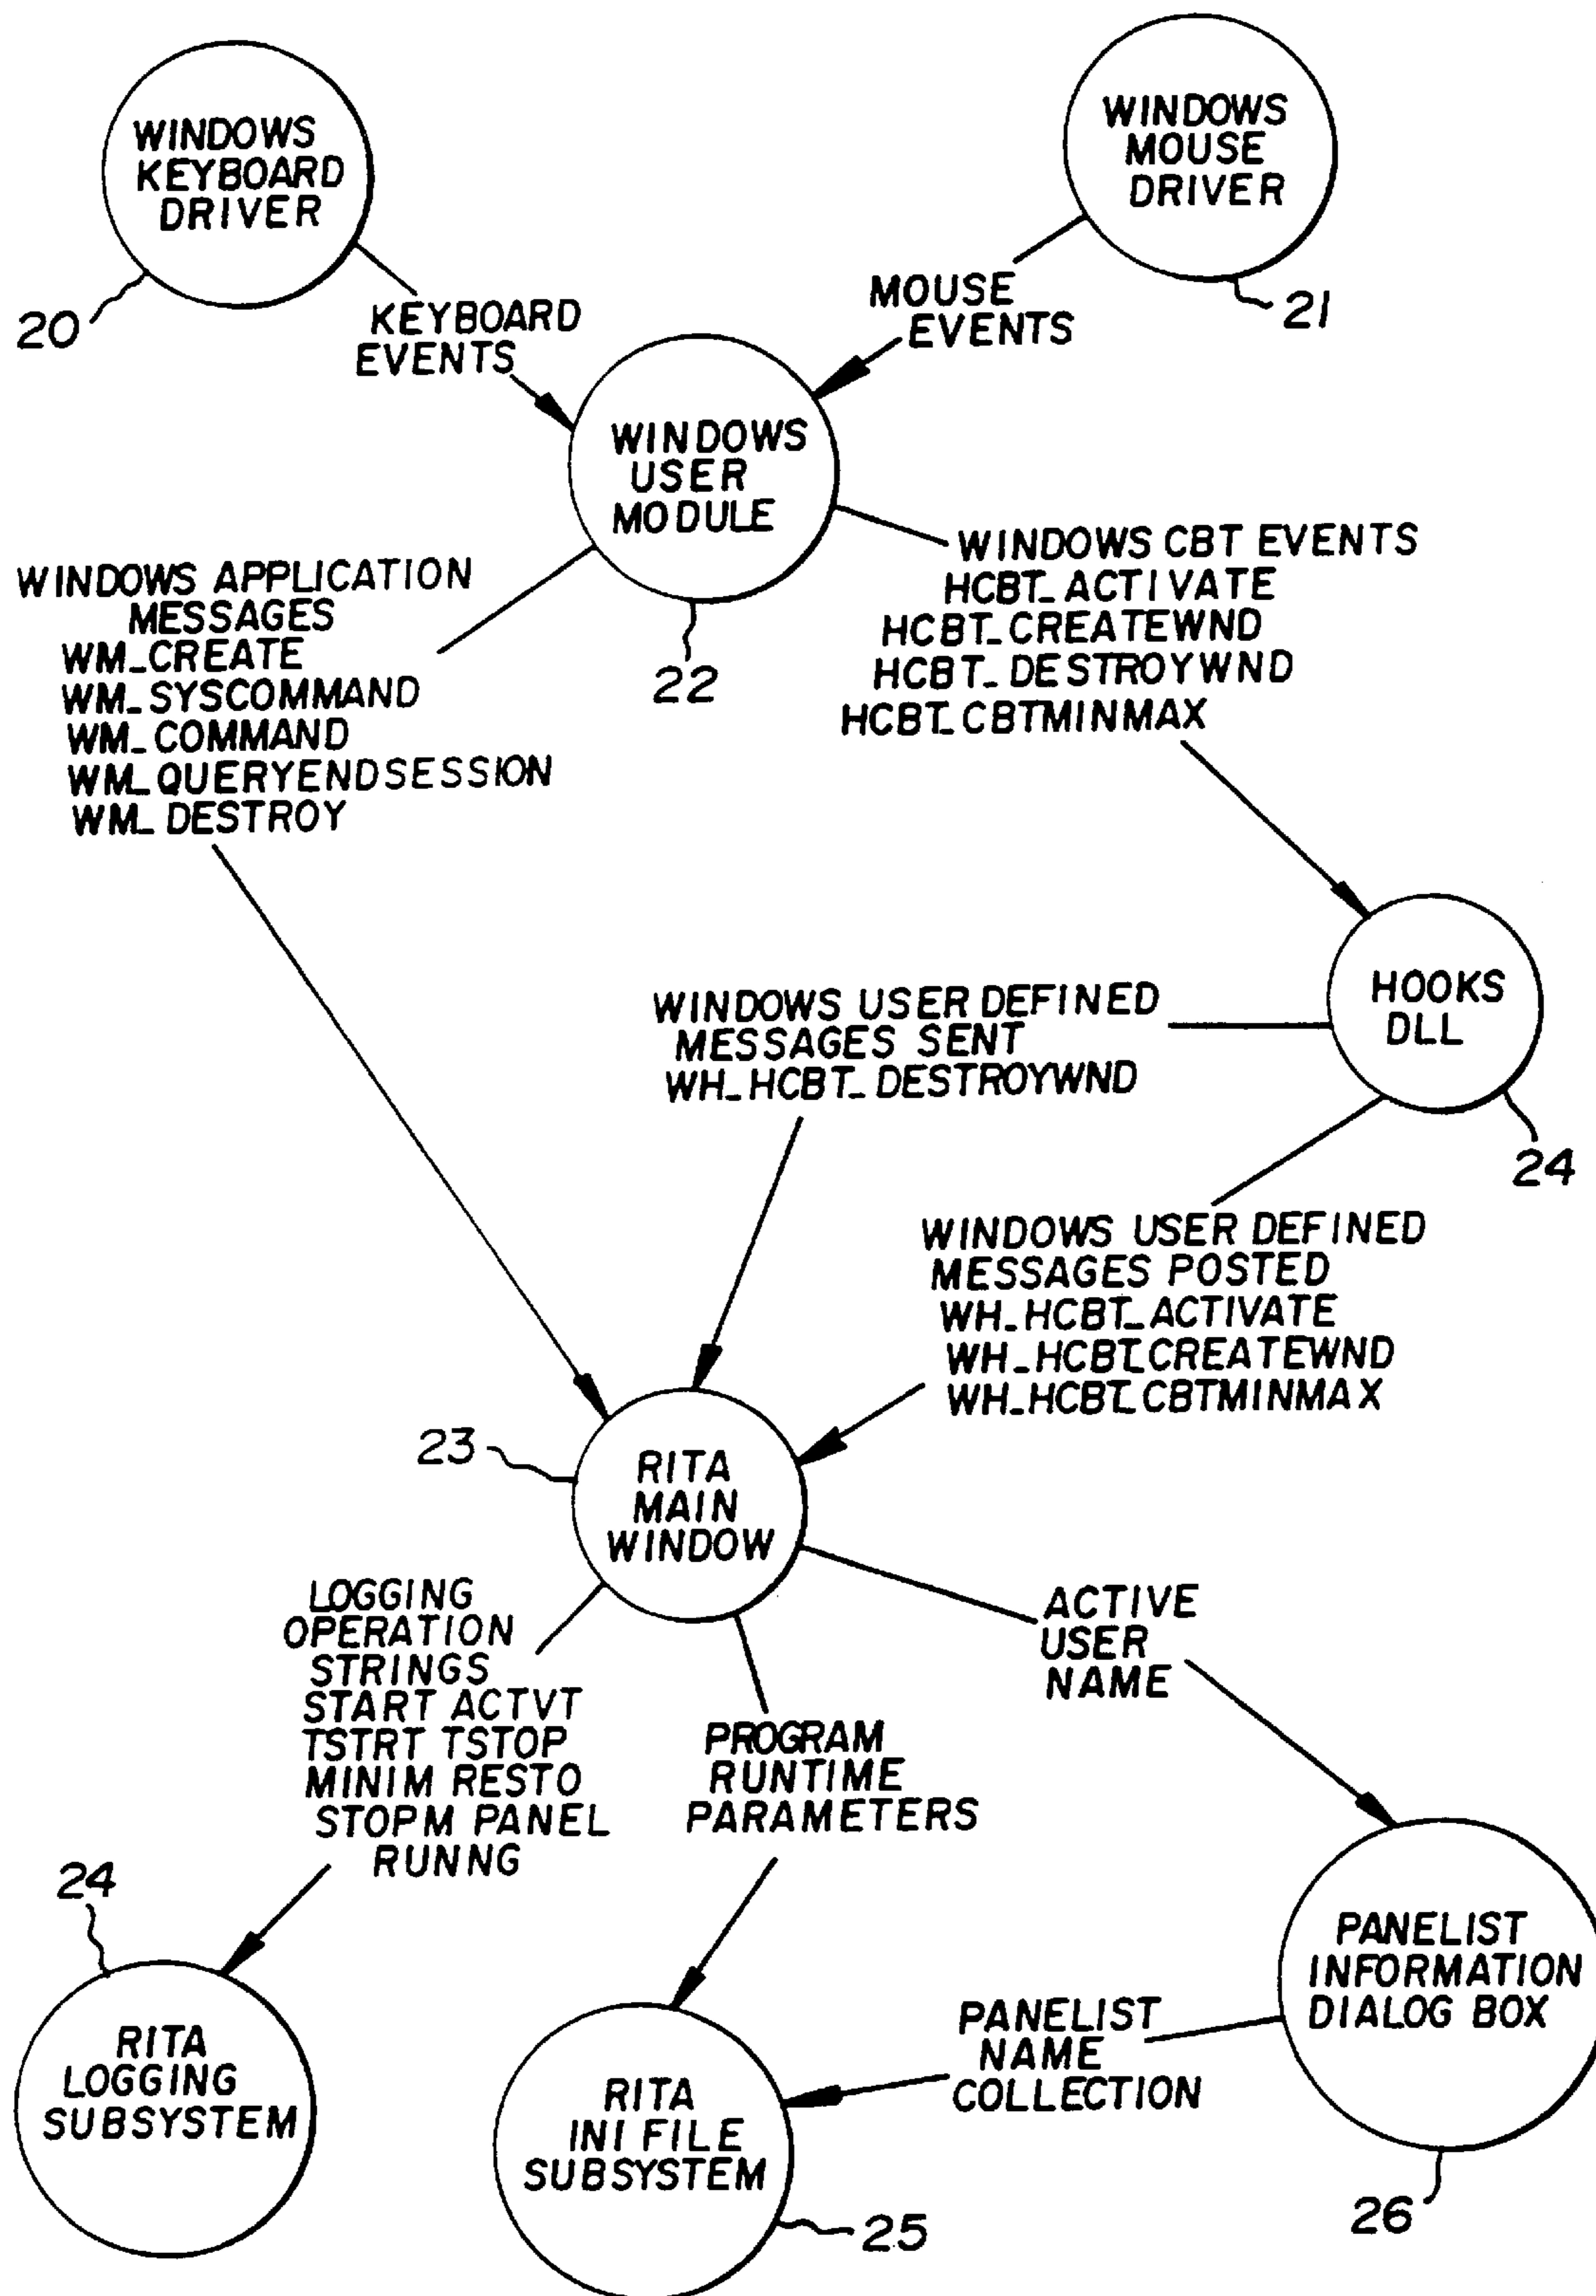 WINDOWS
KEYBOARD
DRIVER
20
WINDOWS
MOUSE
DRIVER
21
KEYBOARD
EVENTS
MOUSE
EVENTS
WINDOWS
USER
MODULE
22
WINDOWS APPLICATION
MESSAGES
WM_CREATE
WM_SYSCOMMAND
WM_COMMAND
WM_QUERYENDSESSION
WM_DESTROY
WINDOWS CBT EVENTS
HCBT_ACTIVATE
HCBT_CREATEWND
HCBT_DESTROYWND
HCBT_CBTMINMAX
HOOKS
DLL
24
WINDOWS USER DEFINED
MESSAGES SENT
WH_HCBT_DESTROYWND
WINDOWS USER DEFINED
MESSAGES POSTED
WH_HCBT_ACTIVATE
WH_HCBT_CREATEWND
WH_HCBT_CBTMINMAX
23
RITA
MAIN
WINDOW
LOGGING
OPERATION
STRINGS
START ACTVT
TSTRT TSTOP
MINIM RESTO
STOPM PANEL
RUNNG
PROGRAM
RUNTIME
PARAMETERS
ACTIVE
USER
NAME
24
RITA
LOGGING
SUBSYSTEM
RITA
INI FILE
SUBSYSTEM
25
PANELIST
NAME
COLLECTION
PANELIST
INFORMATION
DIALOG BOX
26